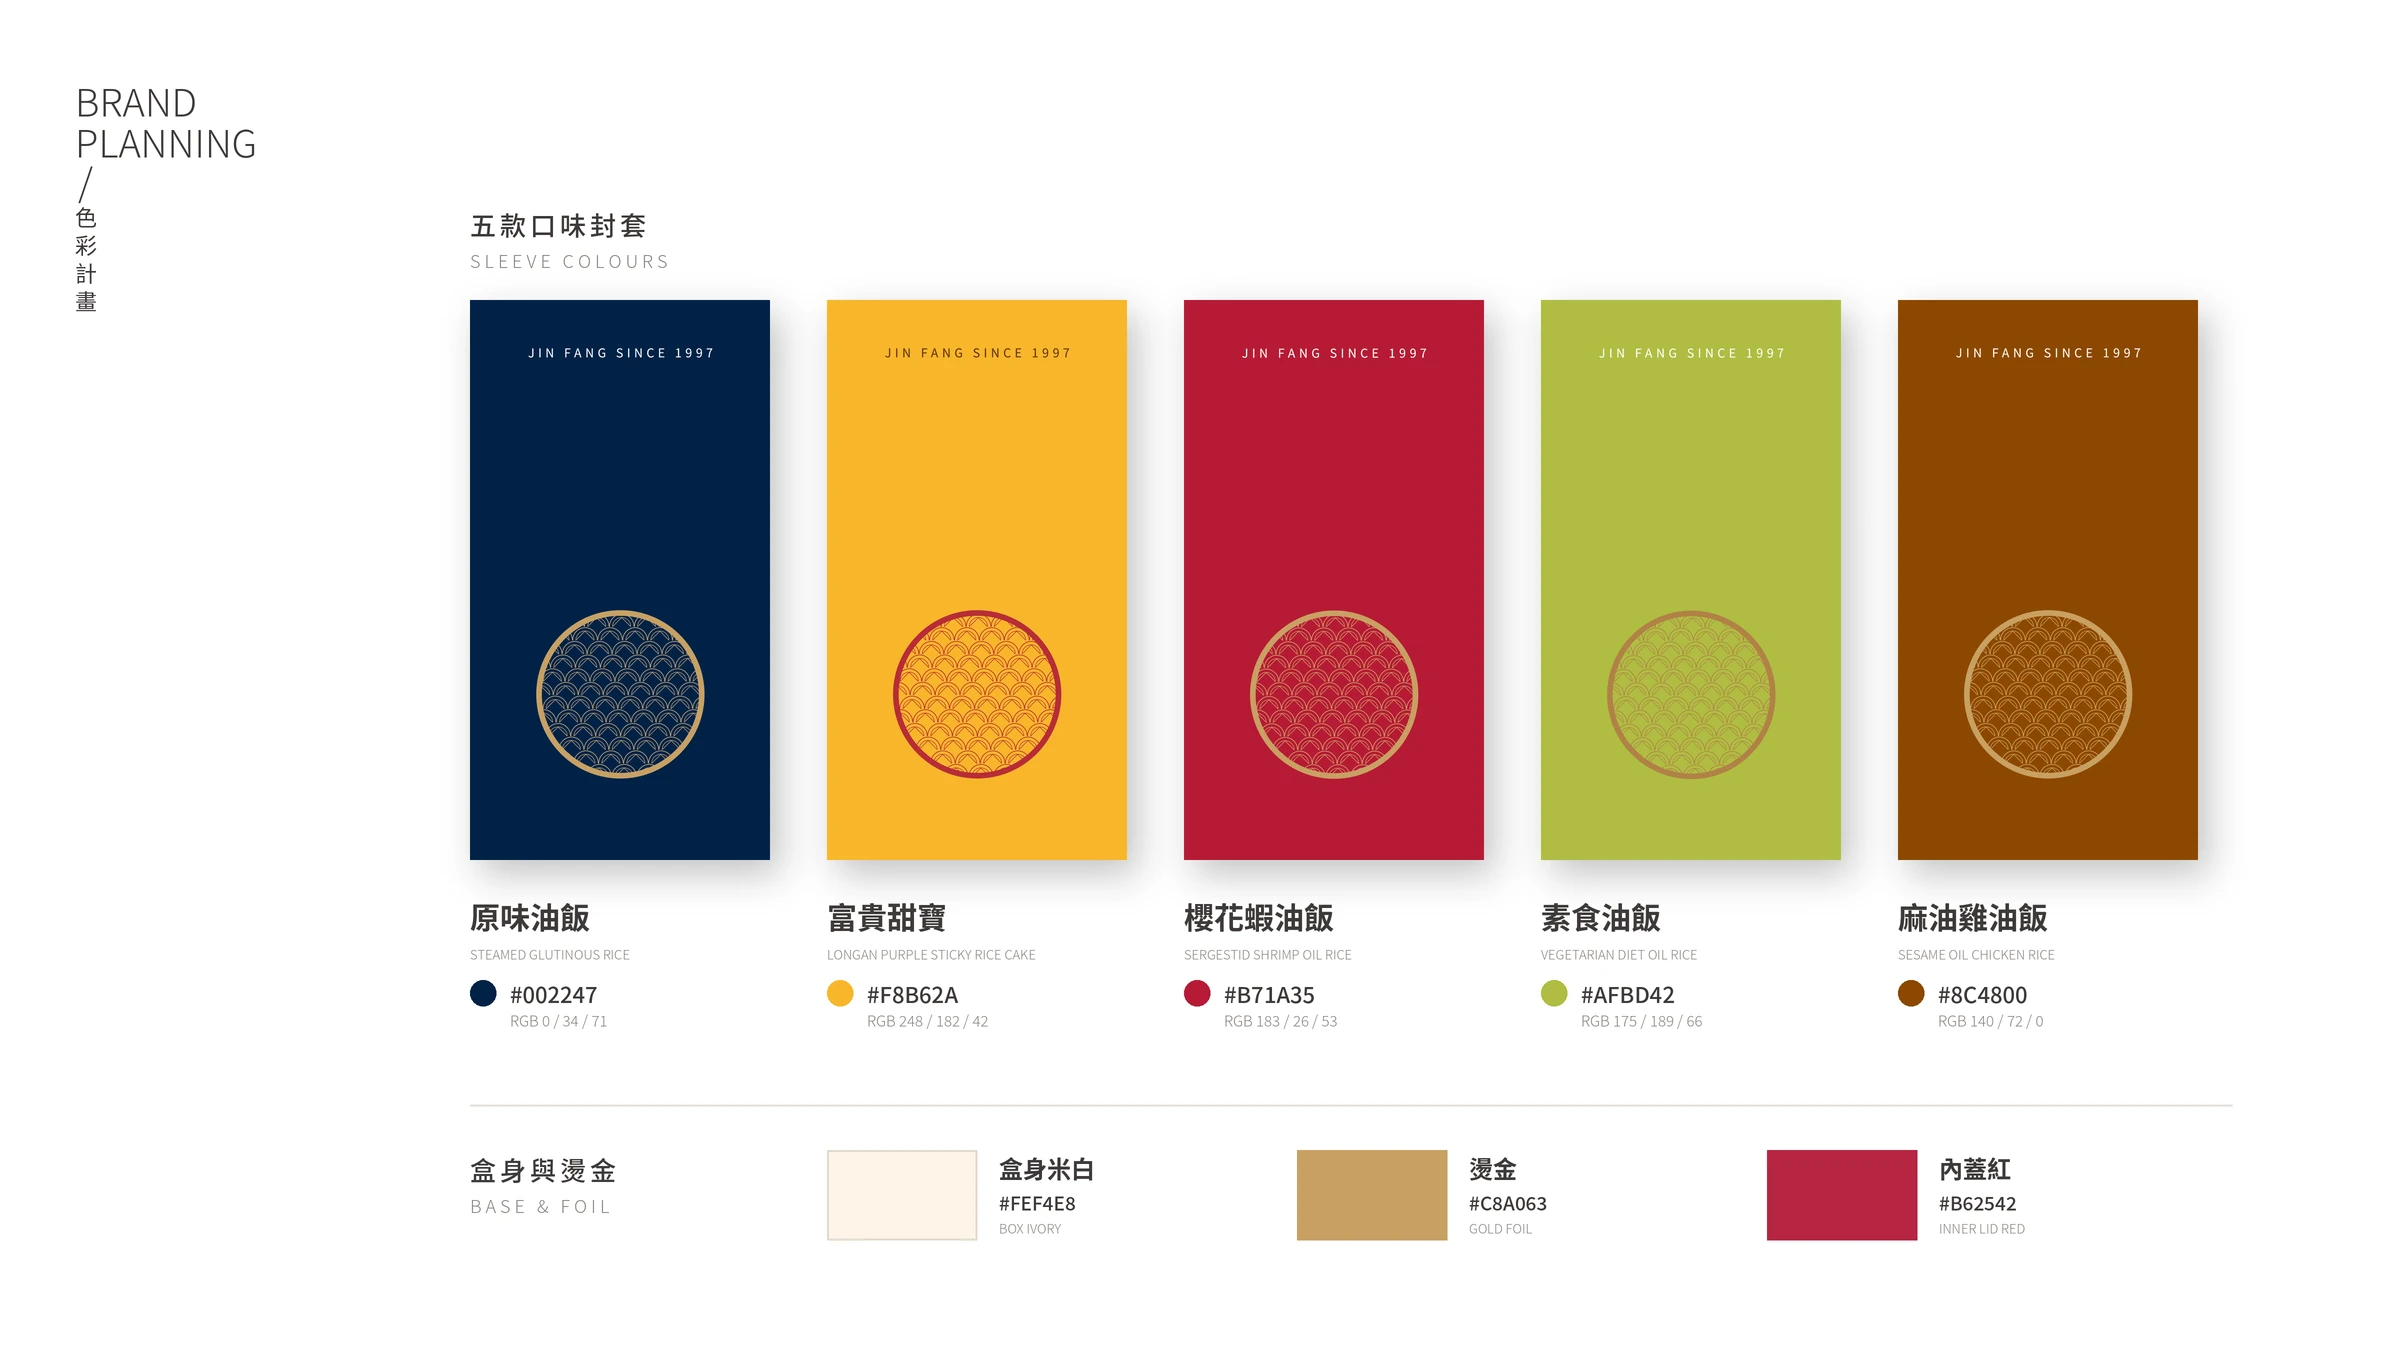 BRAND
PLANNING
/
色彩計畫
五款口味封套
SLEEVE COLOURS
JIN FANG SINCE 1997
JIN FANG SINCE 1997
JIN FANG SINCE 1997
JIN FANG SINCE 1997
JIN FANG SINCE 1997
原味油飯
STEAMED GLUTINOUS RICE
#002247
RGB 0 / 34 / 71
富貴甜寶
LONGAN PURPLE STICKY RICE CAKE
#F8B62A
RGB 248 / 182 / 42
櫻花蝦油飯
SERGESTID SHRIMP OIL RICE
#B71A35
RGB 183 / 26 / 53
素食油飯
VEGETARIAN DIET OIL RICE
#AFBD42
RGB 175 / 189 / 66
麻油雞油飯
SESAME OIL CHICKEN RICE
#8C4800
RGB 140 / 72 / 0
盒身與燙金
BASE & FOIL
盒身米白
#FEF4E8
BOX IVORY
燙金
#C8A063
GOLD FOIL
內蓋紅
#B62542
INNER LID RED